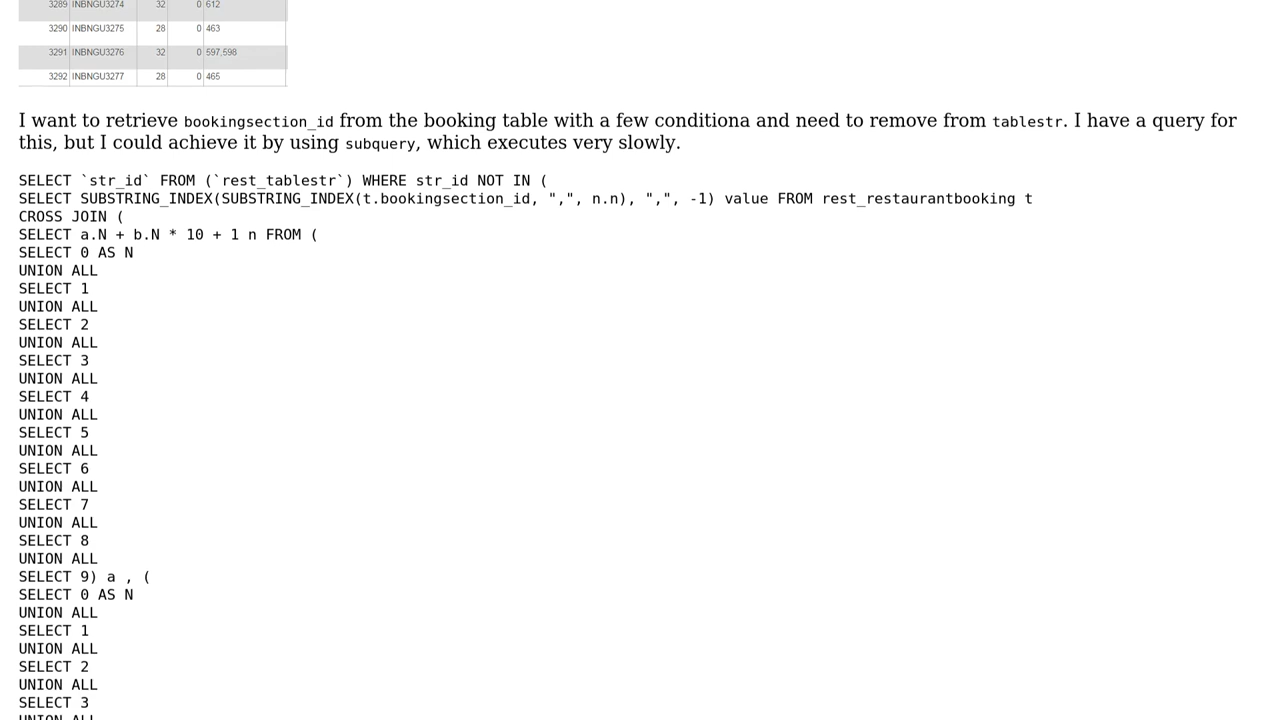 3289 INBNGU3274 32 0 612
3290 INBNGU3275 28 0 463
3291 INBNGU3276 32 0 597,598
3292 INBNGU3277 28 0 465
I want to retrieve bookingsection_id from the booking table with a few conditiona and need to remove from tablestr. I have a query for
this, but I could achieve it by using subquery, which executes very slowly.
SELECT `str_id` FROM (`rest_tablestr`) WHERE str_id NOT IN (
SELECT SUBSTRING_INDEX(SUBSTRING_INDEX(t.bookingsection_id, ",", n.n), ",", -1) value FROM rest_restaurantbooking t
CROSS JOIN (
SELECT a.N + b.N * 10 + 1 n FROM (
SELECT 0 AS N
UNION ALL
SELECT 1
UNION ALL
SELECT 2
UNION ALL
SELECT 3
UNION ALL
SELECT 4
UNION ALL
SELECT 5
UNION ALL
SELECT 6
UNION ALL
SELECT 7
UNION ALL
SELECT 8
UNION ALL
SELECT 9) a , (
SELECT 0 AS N
UNION ALL
SELECT 1
UNION ALL
SELECT 2
UNION ALL
SELECT 3
UNION ALL